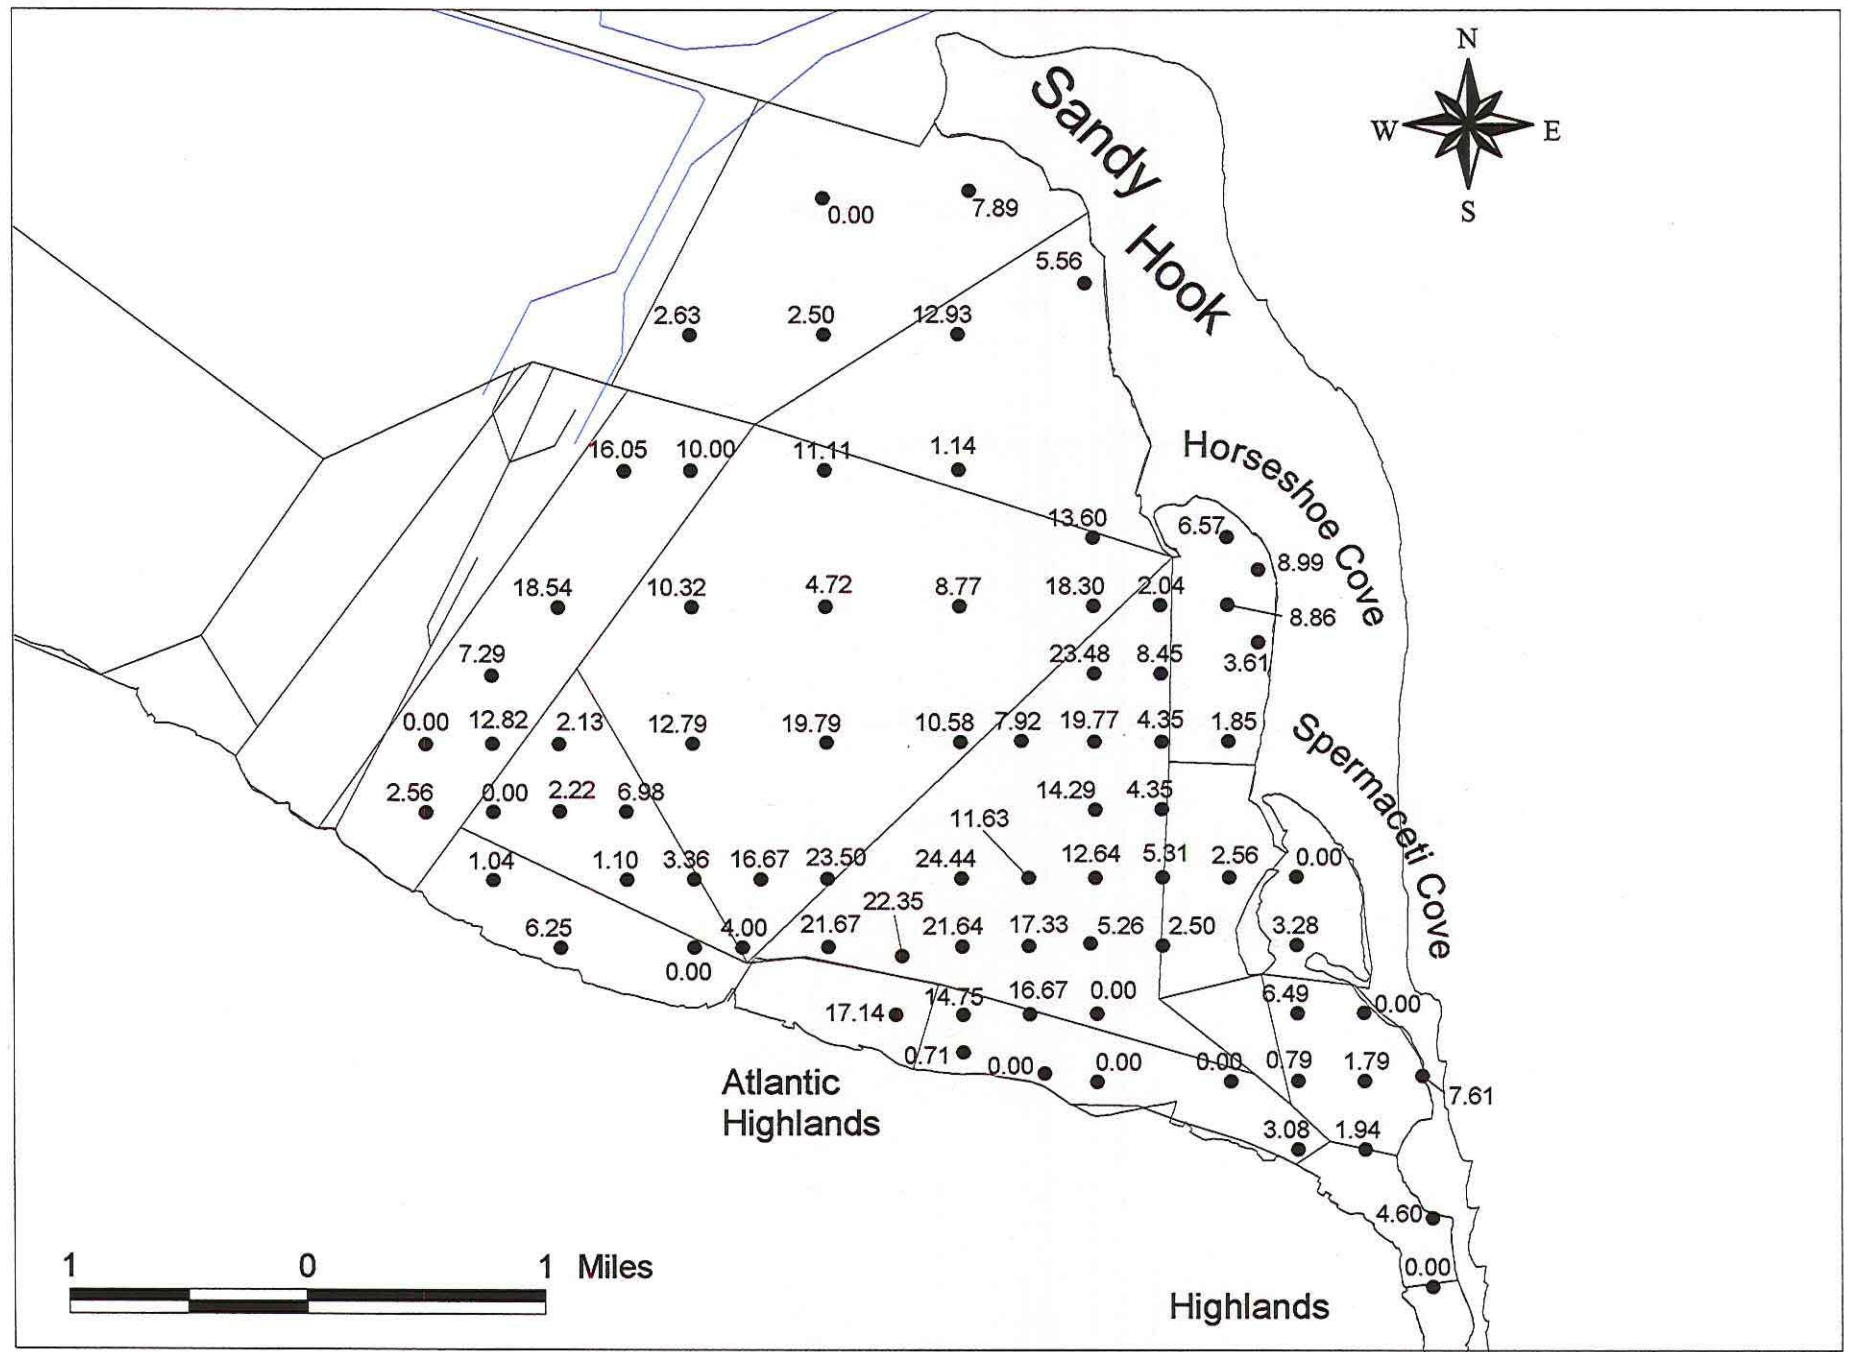 N
W E
S
Sandy Hook
0.00
7.89
5.56
2.63 2.50 12.93
16.05 10.00 11.11 1.14
13.60
6.57
Horseshoe Cove
8.99
18.54 10.32 4.72 8.77 18.30 2.04
8.86
7.29
23.48 8.45
3.61
0.00 12.82 2.13 12.79 19.79 10.58 7.92 19.77 4.35 1.85
Spermaceti Cove
2.56 0.00 2.22 6.98
14.29 4.35
11.63
1.04 1.10 3.36 16.67 23.50 24.44 12.64 5.31 2.56 0.00
22.35
6.25 4.00 21.67 21.64 17.33 5.26 2.50 3.28
0.00
17.14 14.75 16.67 0.00 6.49 0.00
0.71 0.00 0.00 0.00 0.79 1.79
7.61
Atlantic
Highlands
3.08 1.94
4.60
0.00
1 0 1 Miles
Highlands